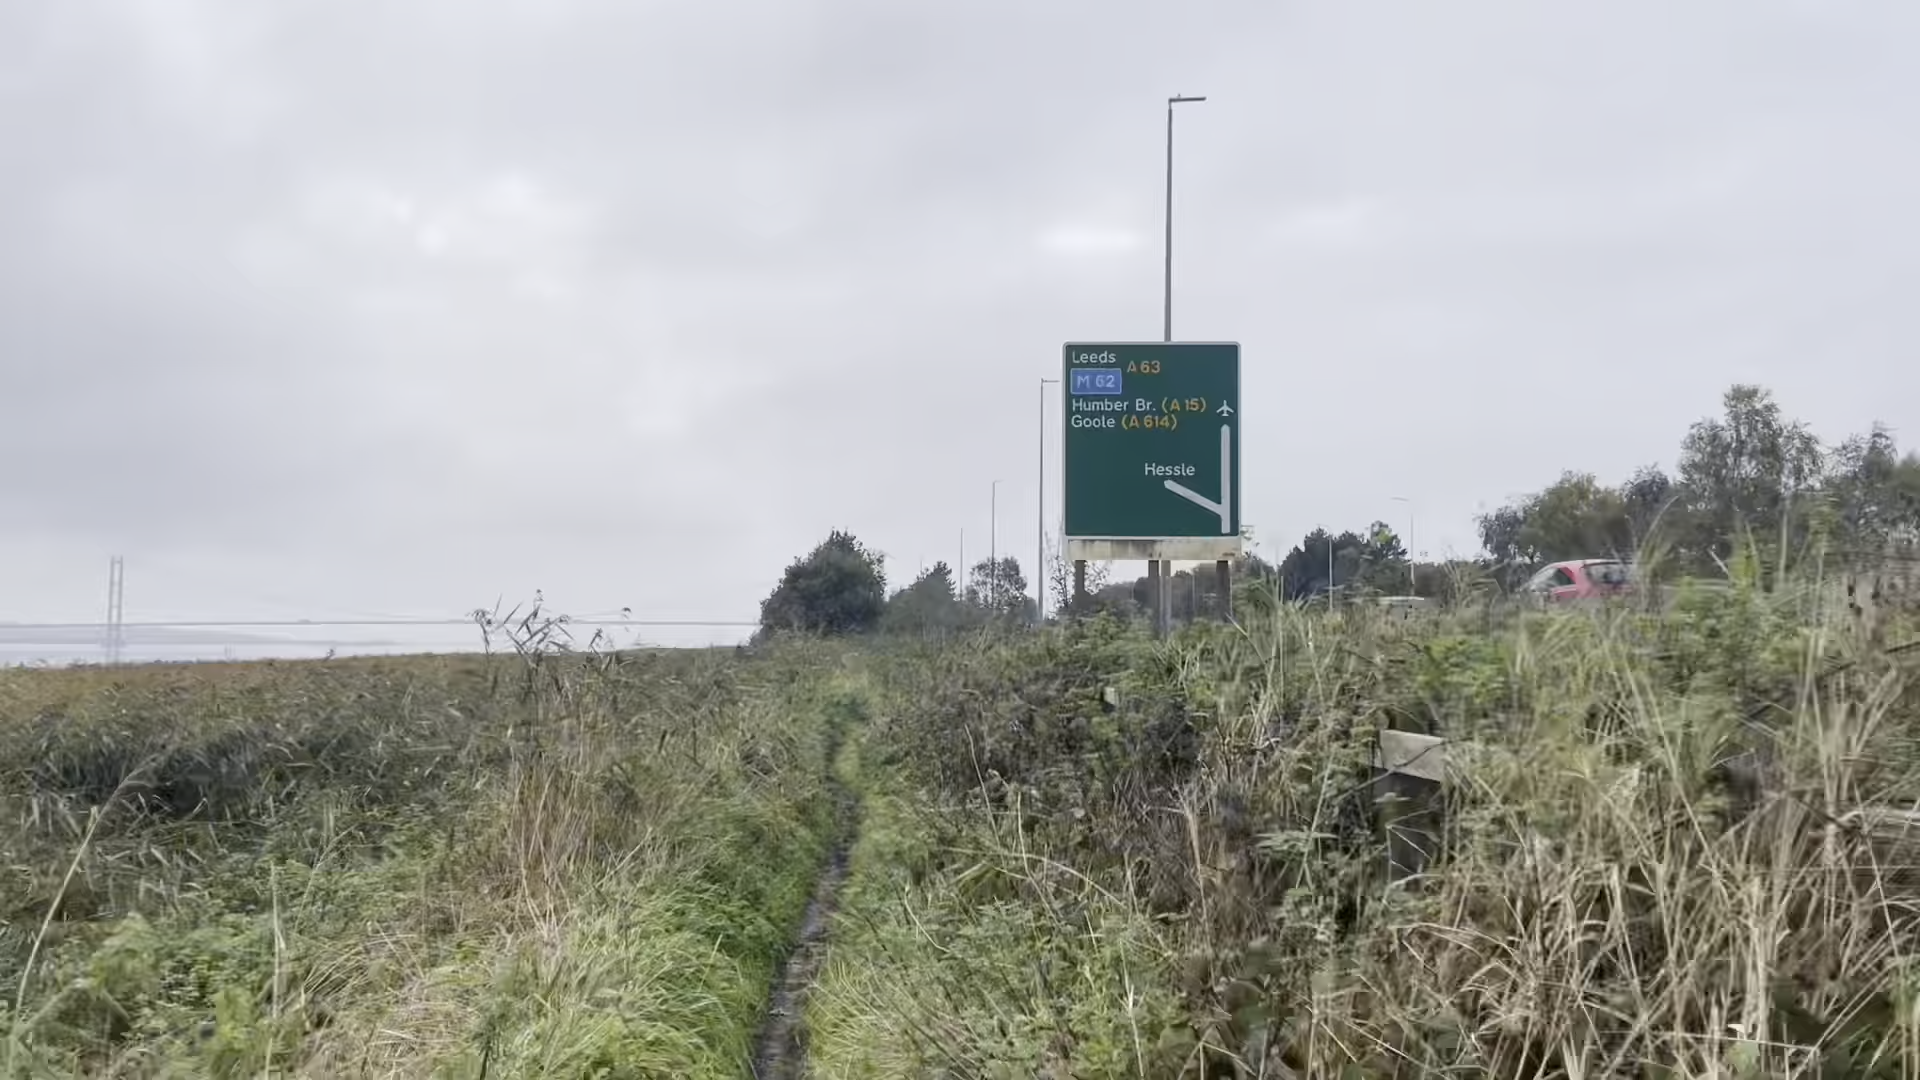 Leeds
A 63
M 62
Humber Br. (A 15)
Goole (A 614)
Hessle